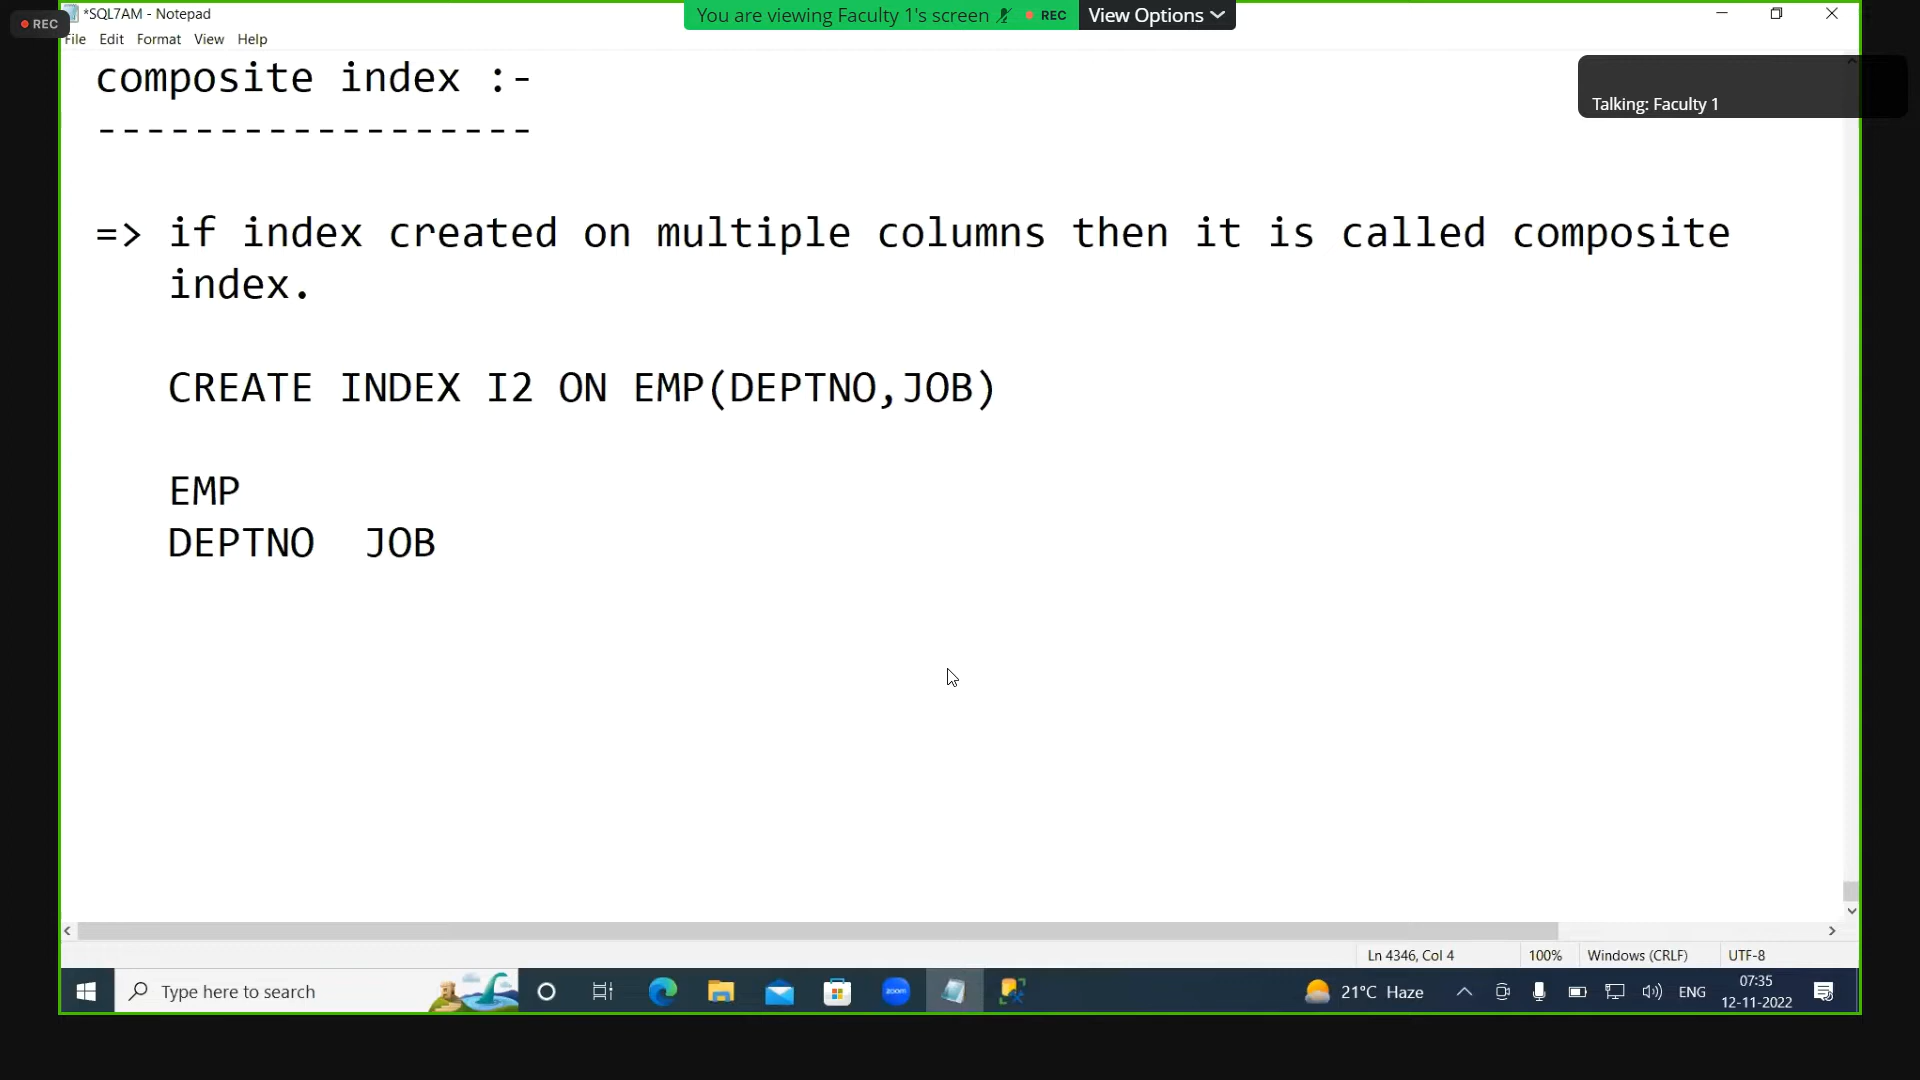 REC
*SQL7AM - Notepad
You are viewing Faculty 1's screen
REC
View Options
File Edit Format View Help
Talking: Faculty 1
composite index :-
------------------
=> if index created on multiple columns then it is called composite
index.
CREATE INDEX I2 ON EMP(DEPTNO,JOB)
EMP
DEPTNO  JOB
Ln 4346, Col 4
100%
Windows (CRLF)
UTF-8
Type here to search
zoom
21°C Haze
ENG
07:35
12-11-2022